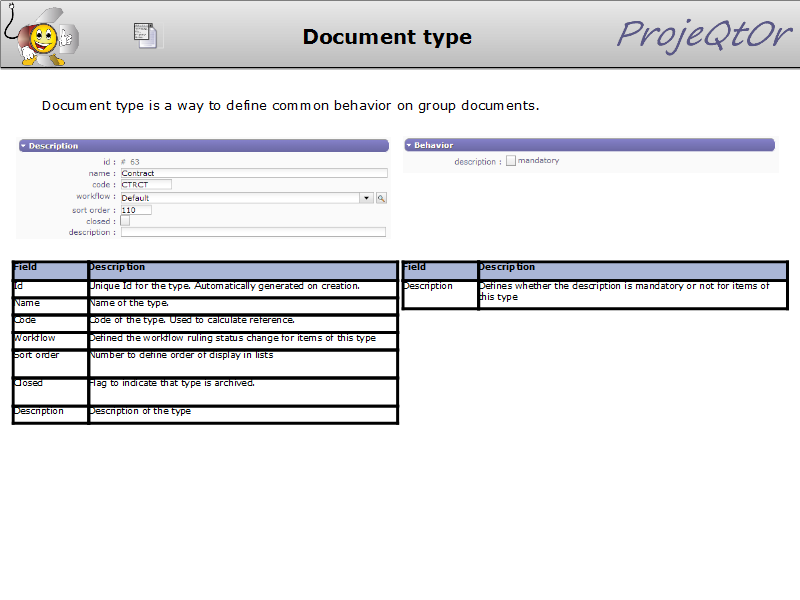 Document type
ProjeQtOr
Document type is a way to define common behavior on group documents.
Description
id : # 63
name : Contract
code : CTRCT
workflow : Default
sort order : 110
closed :
description :
Behavior
description : mandatory
Field Description
Id Unique Id for the type. Automatically generated on creation.
Name Name of the type.
Code Code of the type. Used to calculate reference.
Workflow Defined the workflow ruling status change for items of this type
Sort order Number to define order of display in lists
Closed Flag to indicate that type is archived.
Description Description of the type
Field Description
Description Defines whether the description is mandatory or not for items of
this type